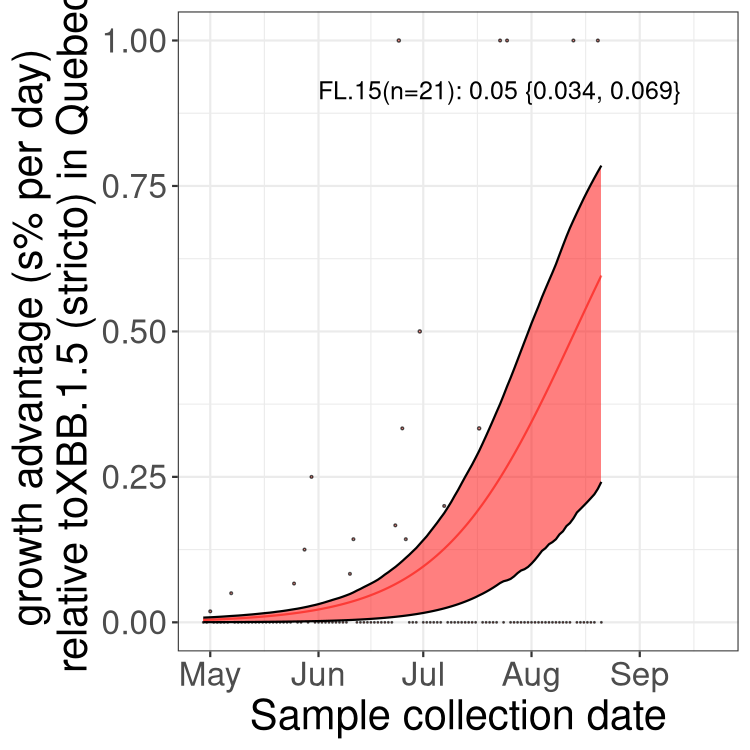 growth advantage (s% per day)
relative toXBB.1.5 (stricto) in Quebec
1.00
0.75
0.50
0.25
0.00
FL.15(n=21): 0.05 {0.034, 0.069}
May Jun Jul Aug Sep
Sample collection date